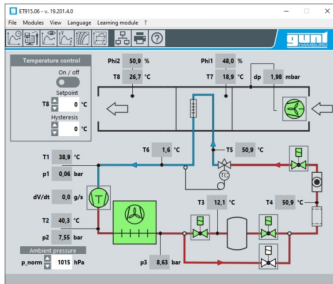 ET915.06 - v. 19.201.4.0
File Modules View Language Learning module ?
gunt
Temperature control
On / off
Setpoint
T8 0 °C
Hysteresis
0 °C
Phi2 50,9 %
T8 26,7 °C
Phi1 48,0 %
T7 18,9 °C
dp 1,98 mbar
T1 38,9 °C
p1 0,06 bar
T6 1,6 °C
T5 50,9 °C
TC
dV/dt 0,0 g/s
T2 40,3 °C
p2 7,55 bar
T3 12,1 °C
T4 50,9 °C
Ambient pressure
p_norm 1015 hPa
p3 8,63 bar